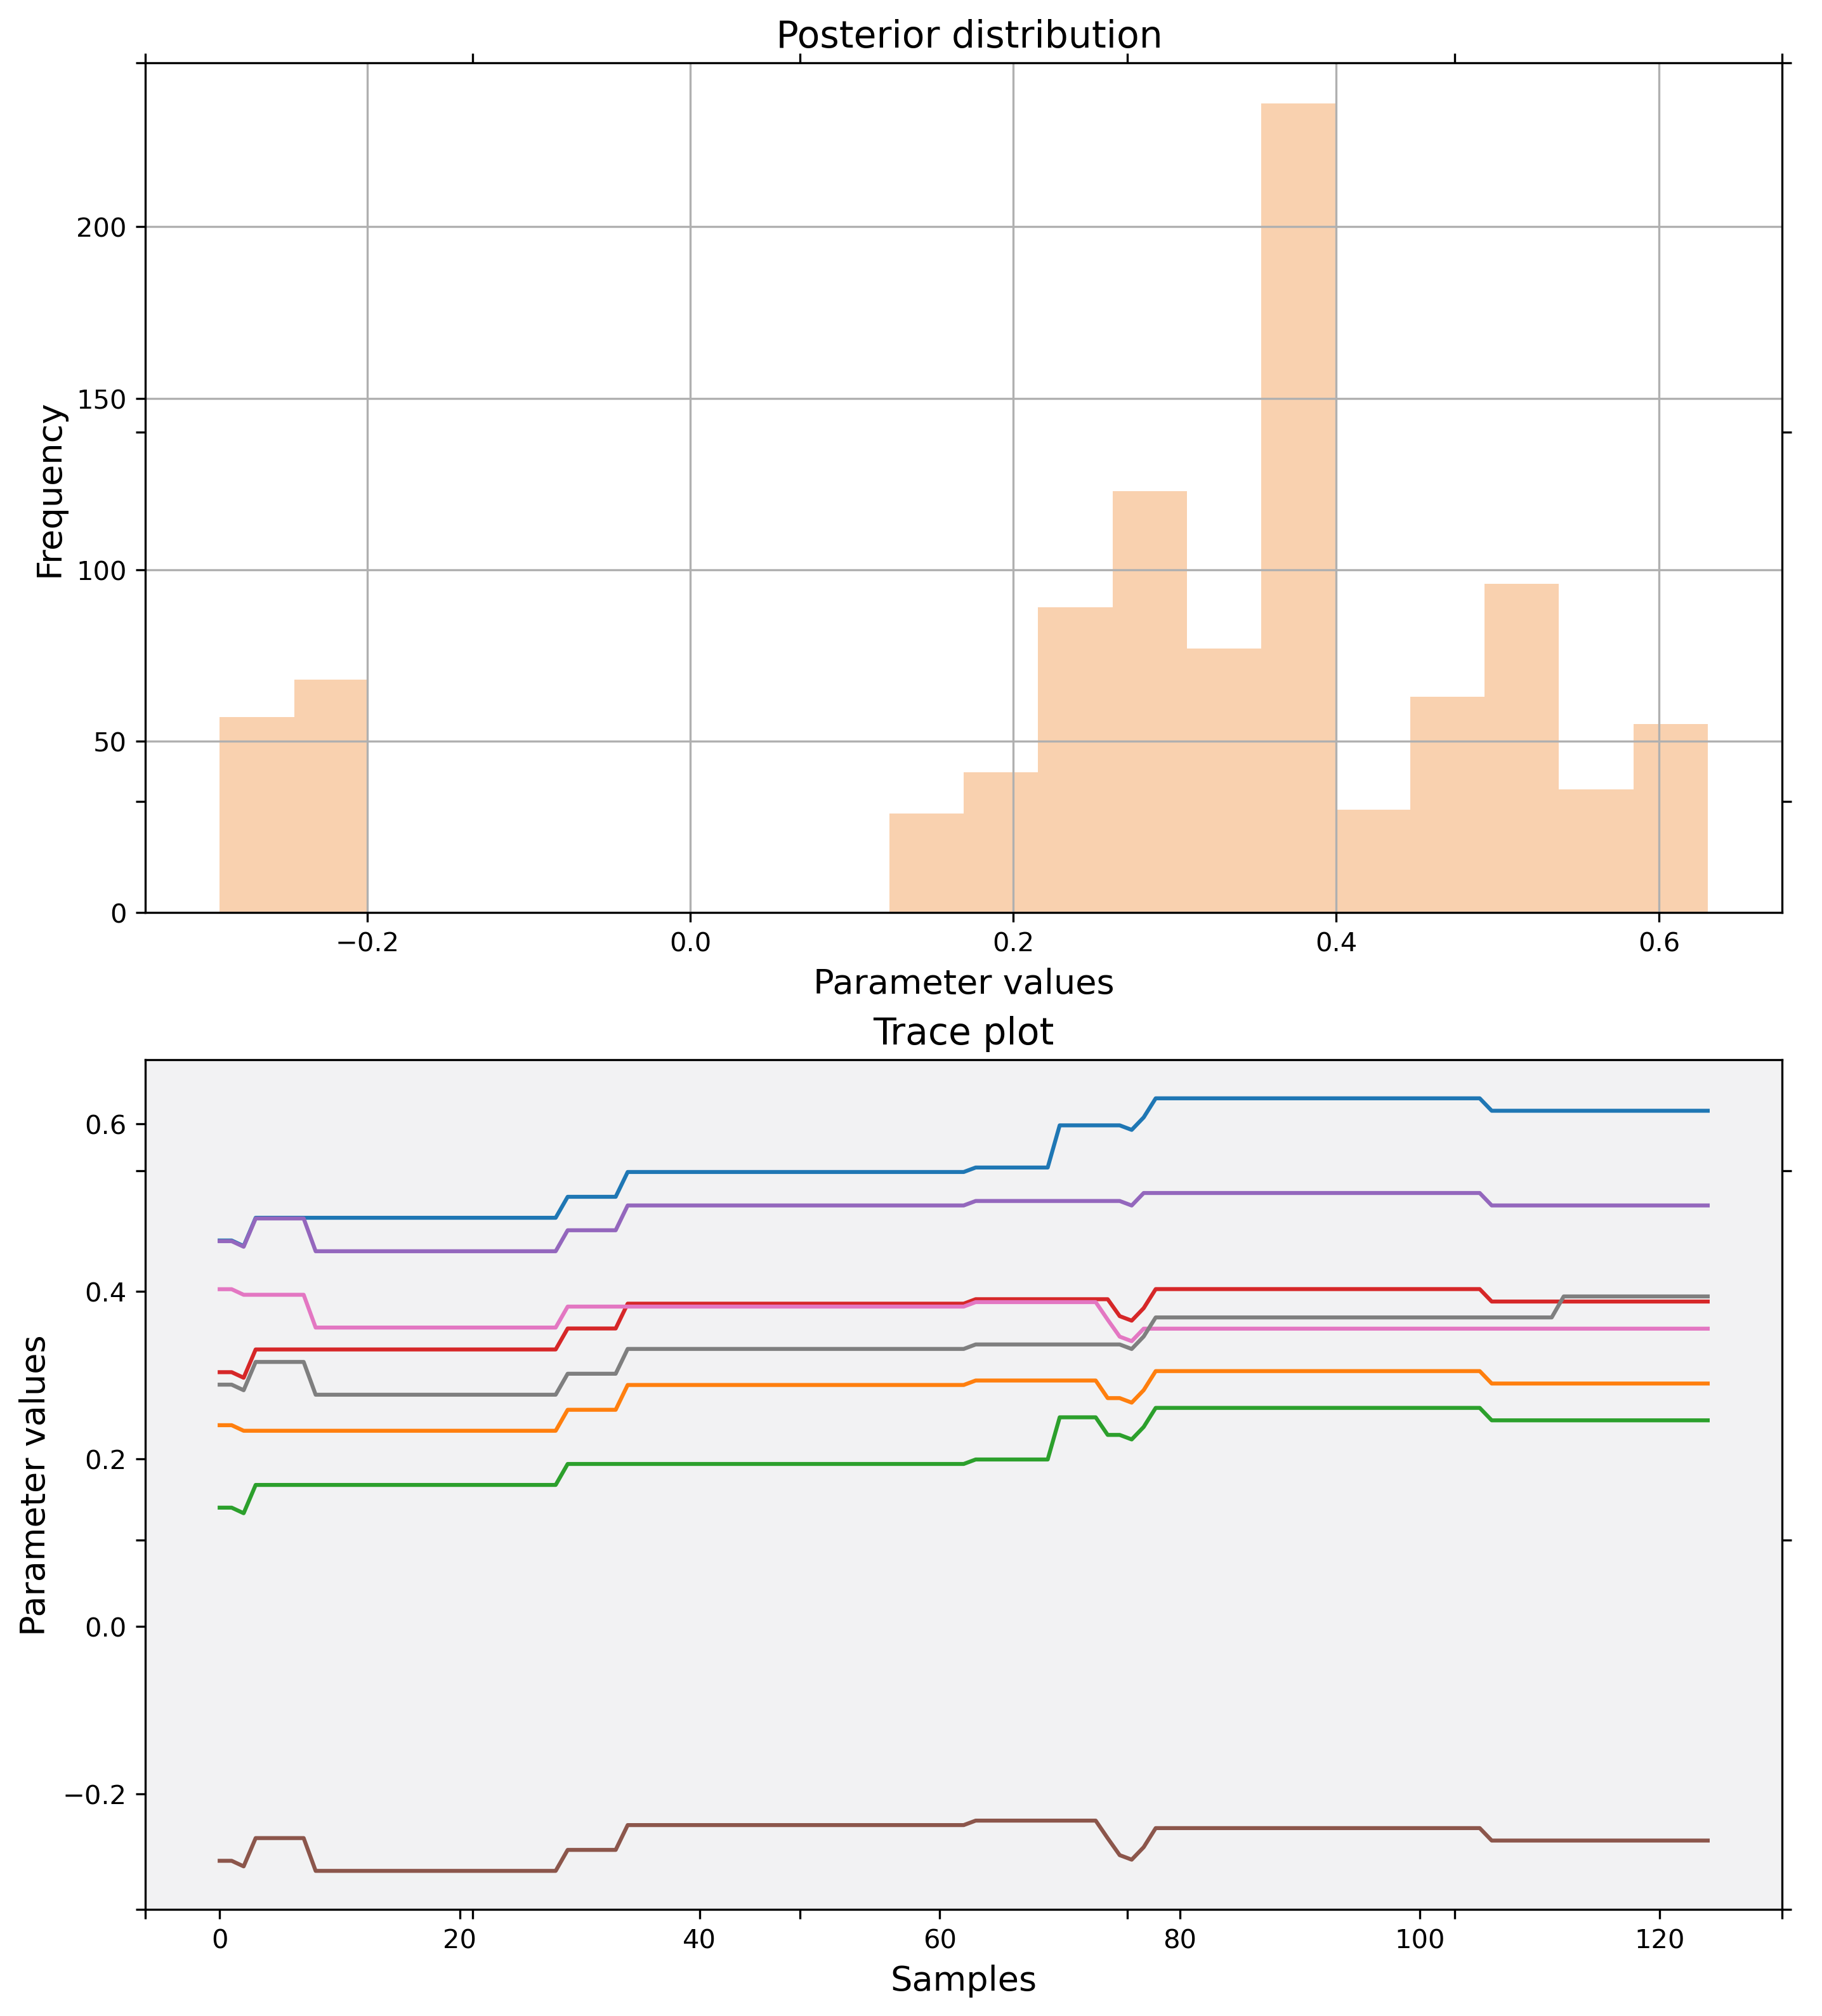 Posterior distribution
Frequency
200
150
100
50
0
−0.2 0.0 0.2 0.4 0.6
Parameter values
Trace plot
Parameter values
0.6
0.4
0.2
0.0
−0.2
0 20 40 60 80 100 120
Samples